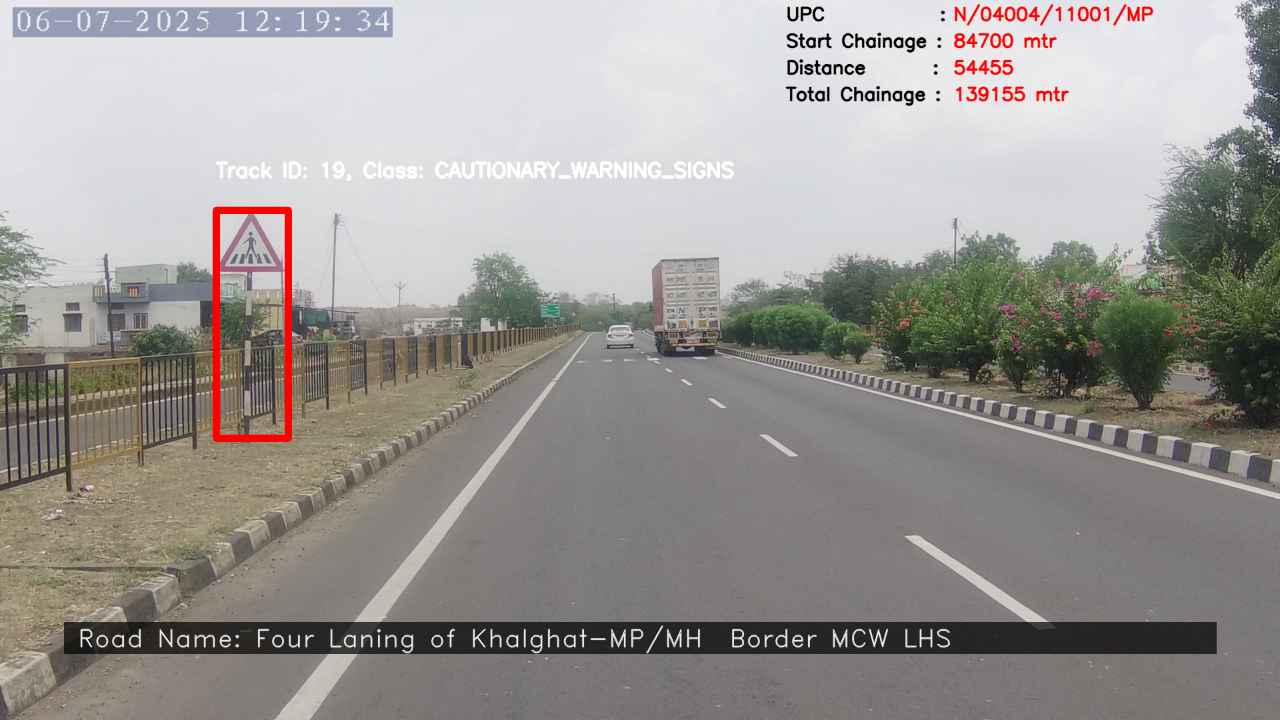 06-07-2025 12:19:34
UPC : N/04004/11001/MP
Start Chainage : 84700 mtr
Distance : 54455
Total Chainage : 139155 mtr
Track ID: 19, Class: CAUTIONARY_WARNING_SIGNS
Road Name: Four Laning of Khalghat-MP/MH Border MCW LHS